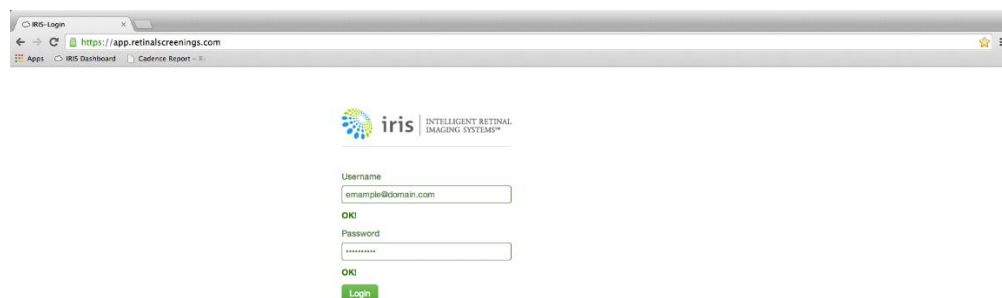 IRIS-Login
https://app.retinalscreenings.com
Apps IRIS Dashboard Cadence Report - R
iris INTELLIGENT RETINAL
IMAGING SYSTEMS™
Username
emample@domain.com
OK!
Password
••••••••••
OK!
Login